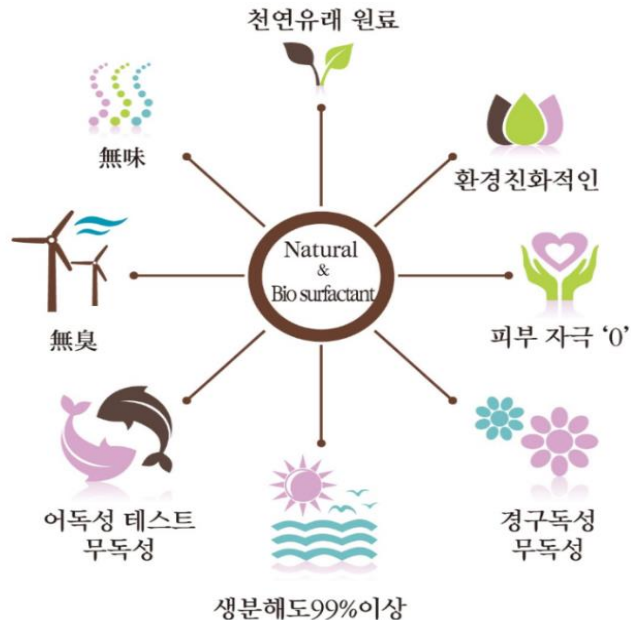 천연유래 원료
無味
환경친화적인
Natural
&
Bio surfactant
無臭
피부 자극 ‘0’
어독성 테스트
무독성
경구독성
무독성
생분해도99%이상